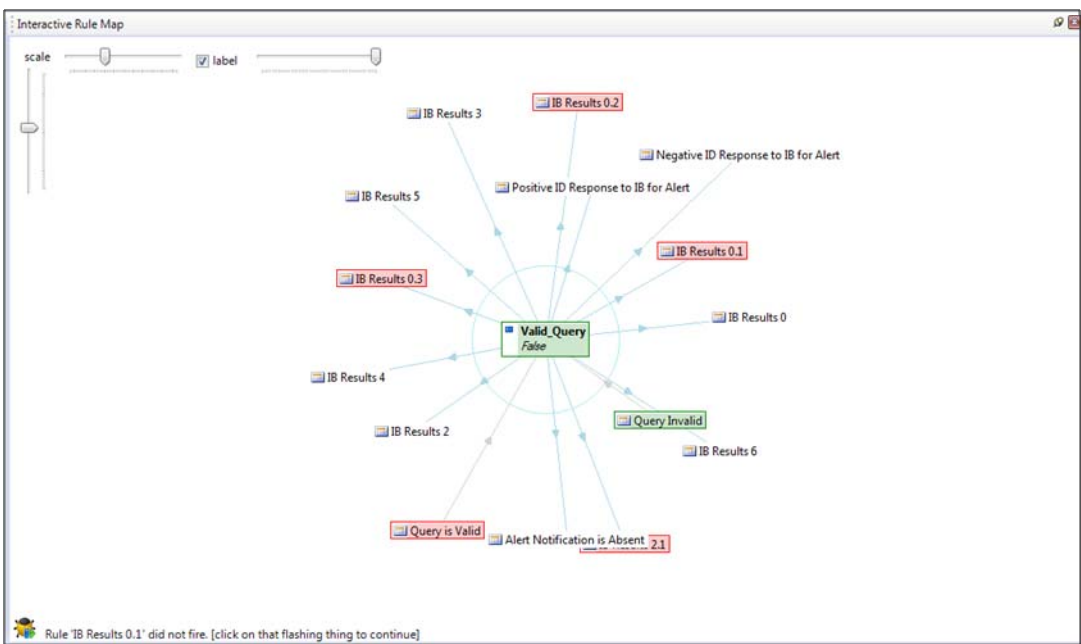 Interactive Rule Map
scale
label
IB Results 0.2
IB Results 3
Negative ID Response to IB for Alert
Positive ID Response to IB for Alert
IB Results 5
IB Results 0.1
IB Results 0.3
IB Results 0
Valid_Query
False
IB Results 4
Query Invalid
IB Results 2
IB Results 6
Query is Valid
Alert Notification is Absent
2.1
Rule 'IB Results 0.1' did not fire. [click on that flashing thing to continue]